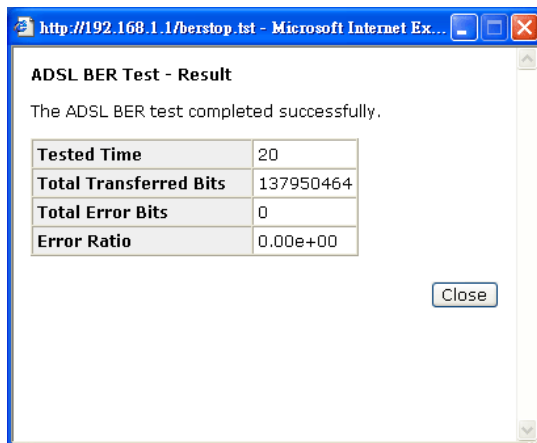 http://192.168.1.1/berstop.tst - Microsoft Internet Ex...
ADSL BER Test - Result
The ADSL BER test completed successfully.
Tested Time 20
Total Transferred Bits 137950464
Total Error Bits 0
Error Ratio 0.00e+00
Close